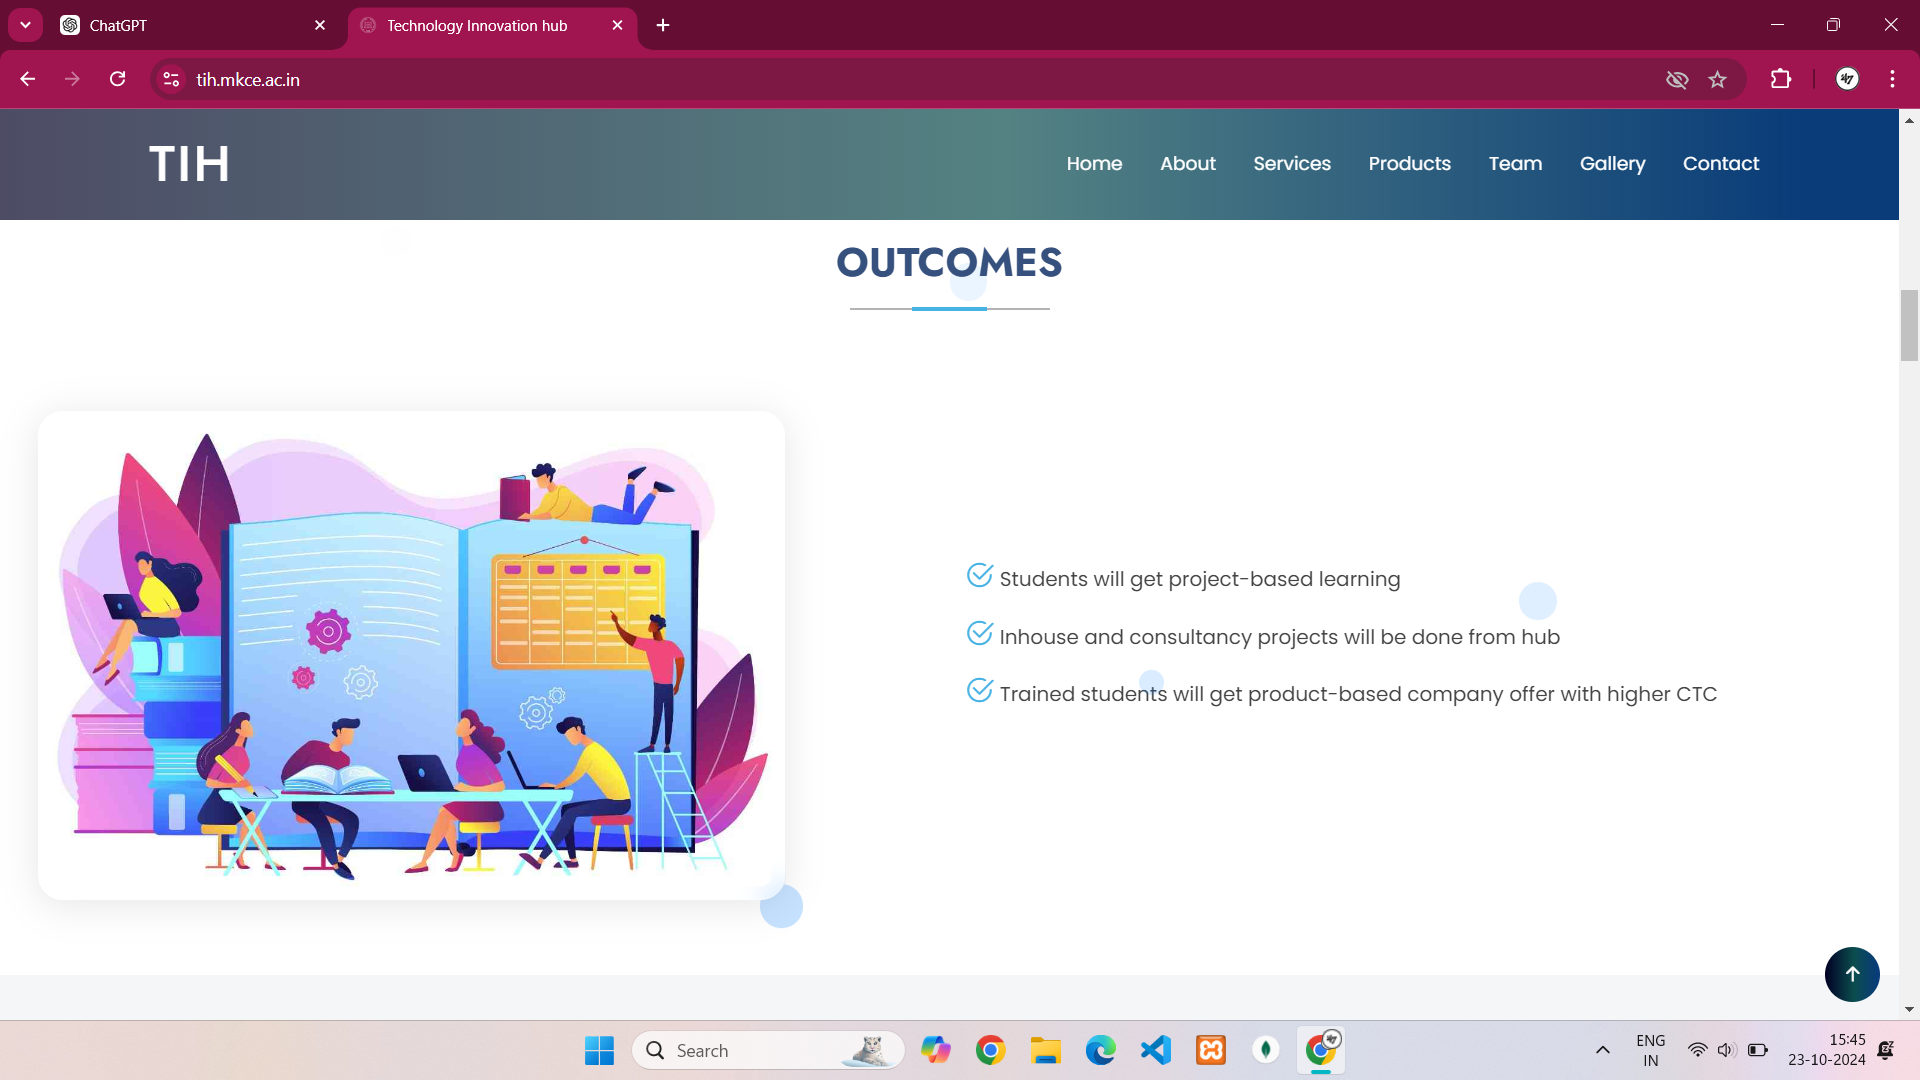 ChatGPT
Technology Innovation hub
tih.mkce.ac.in
TIH
Home About Services Products Team Gallery Contact
OUTCOMES
Students will get project-based learning
Inhouse and consultancy projects will be done from hub
Trained students will get product-based company offer with higher CTC
Search
ENG
IN
15:45
23-10-2024